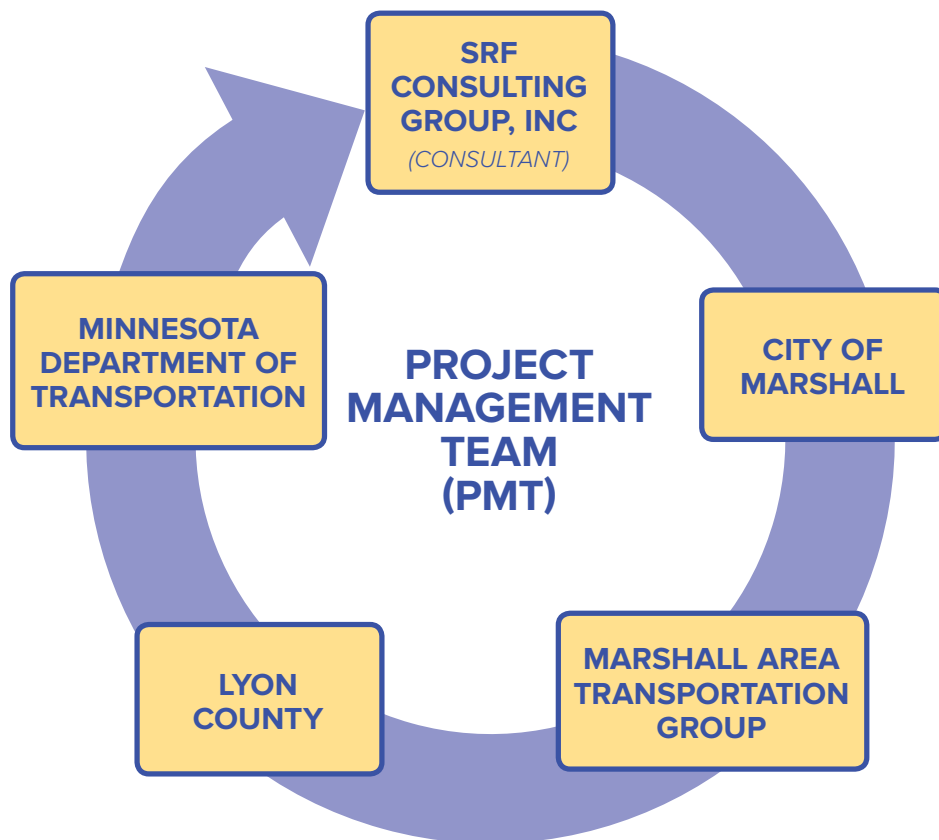 SRF
CONSULTING
GROUP, INC
(CONSULTANT)
CITY OF
MARSHALL
MARSHALL AREA
TRANSPORTATION
GROUP
LYON
COUNTY
MINNESOTA
DEPARTMENT OF
TRANSPORTATION
PROJECT
MANAGEMENT
TEAM
(PMT)